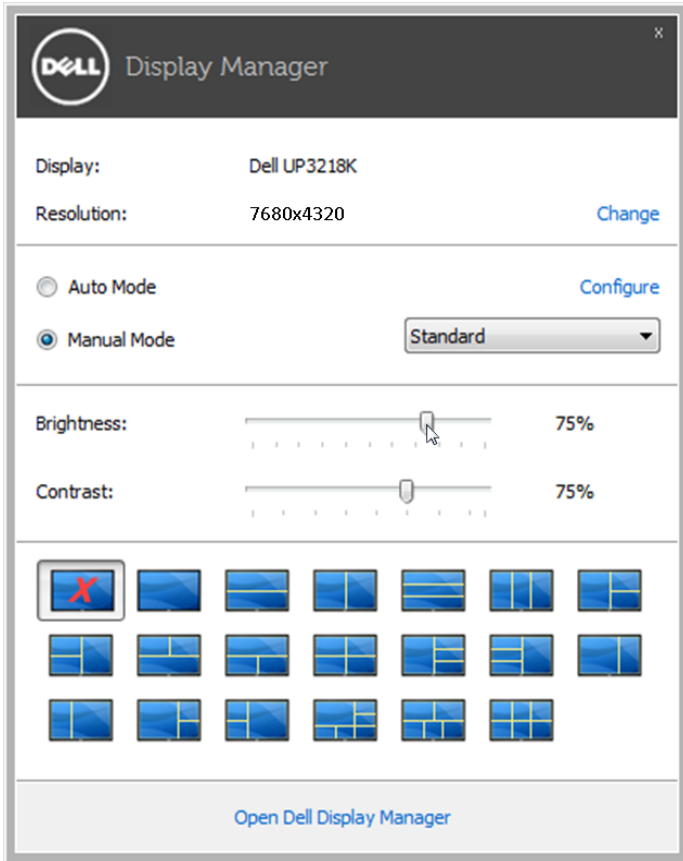 DELL Display Manager x
Display: Dell UP3218K
Resolution: 7680x4320 Change
Auto Mode Configure
Manual Mode Standard
Brightness: 75%
Contrast: 75%
X
Open Dell Display Manager